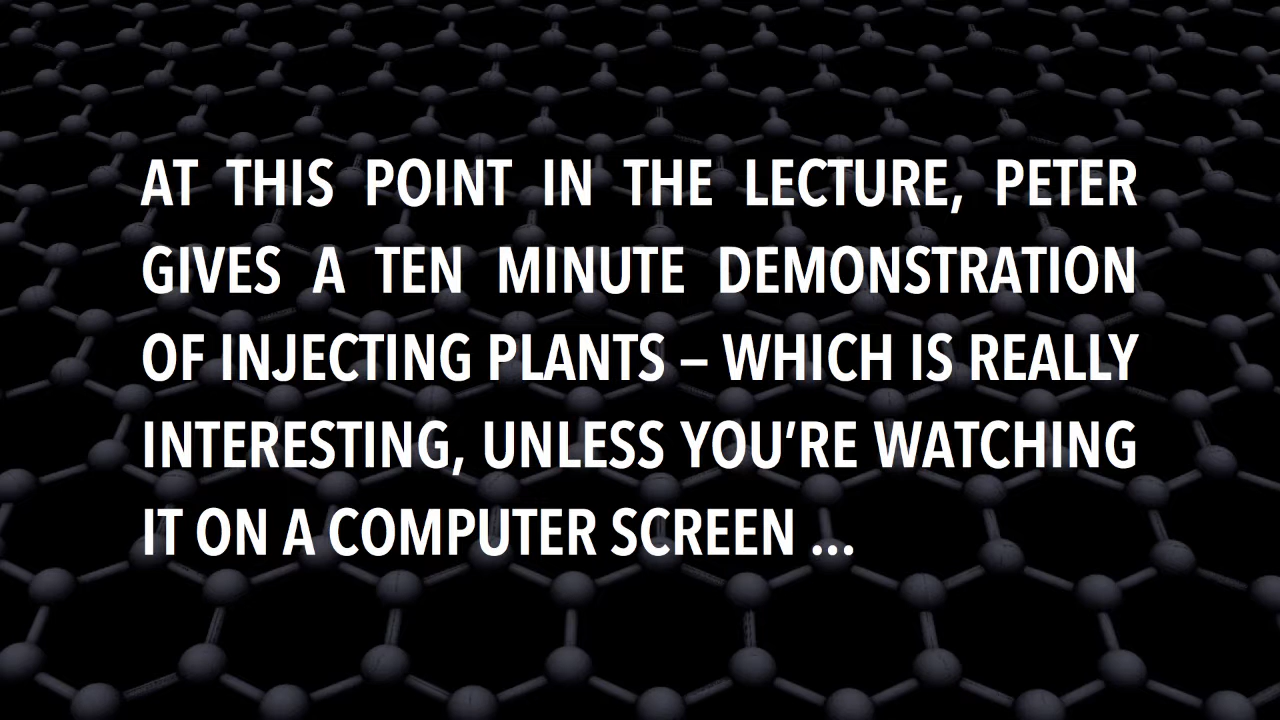 AT THIS POINT IN THE LECTURE, PETER
GIVES A TEN MINUTE DEMONSTRATION
OF INJECTING PLANTS – WHICH IS REALLY
INTERESTING, UNLESS YOU’RE WATCHING
IT ON A COMPUTER SCREEN ...